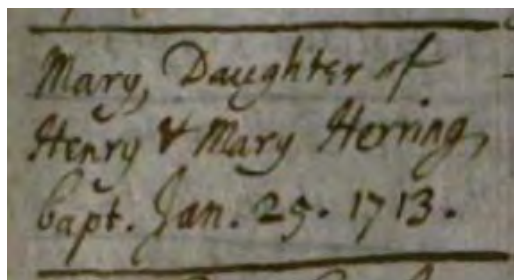 Mary, Daughter of
Henry & Mary Herring,
bapt. Jan. 25. 1713.